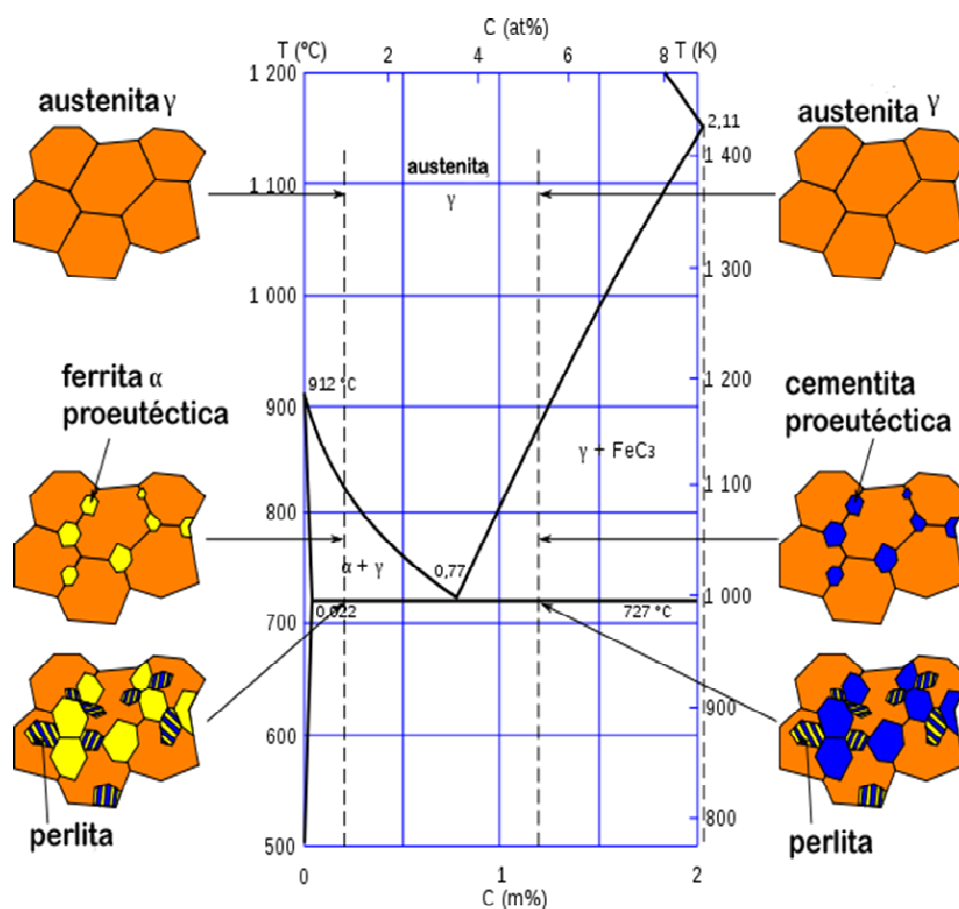 C (at%)
T (ºC) 2 4 6 8 T (K)
1 200
austenita γ
austenita γ
2,11
1 400
austenita
γ
1 100
1 300
1 000
ferrita α
proeutéctica
912 °C
1 200
cementita
proeutéctica
900
γ + FeC3
1 100
800
α + γ
0,77
1 000
0,022
727 °C
700
900
600
800
perlita
perlita
500
0 1 2
C (m%)